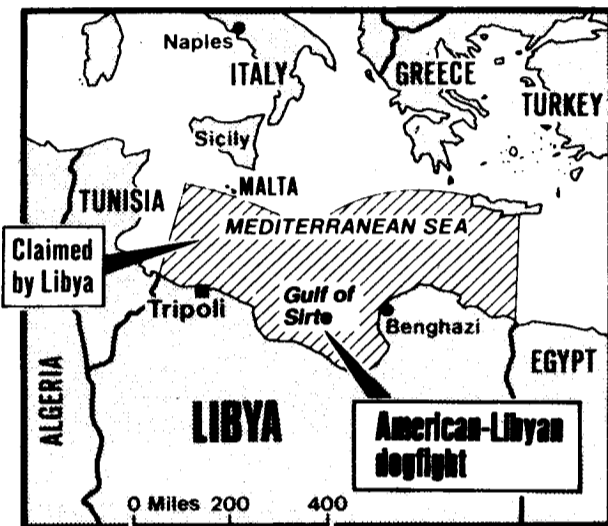 Naples
ITALY
GREECE
TURKEY
Sicily
MALTA
TUNISIA
MEDITERRANEAN SEA
Claimed
by Libya
Tripoli
Gulf of
Sirte
Benghazi
ALGERIA
EGYPT
LIBYA
American-Libyan
dogfight
0 Miles 200 400